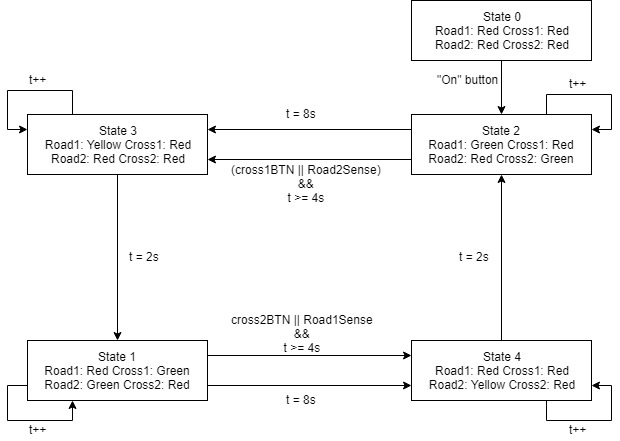 State 0
Road1: Red Cross1: Red
Road2: Red Cross2: Red
"On" button
t++
t++
State 3
Road1: Yellow Cross1: Red
Road2: Red Cross2: Red
t = 8s
State 2
Road1: Green Cross1: Red
Road2: Red Cross2: Green
(cross1BTN || Road2Sense)
&&
t >= 4s
t = 2s
t = 2s
cross2BTN || Road1Sense
&&
t >= 4s
State 1
Road1: Red Cross1: Green
Road2: Green Cross2: Red
State 4
Road1: Red Cross1: Red
Road2: Yellow Cross2: Red
t = 8s
t++
t++